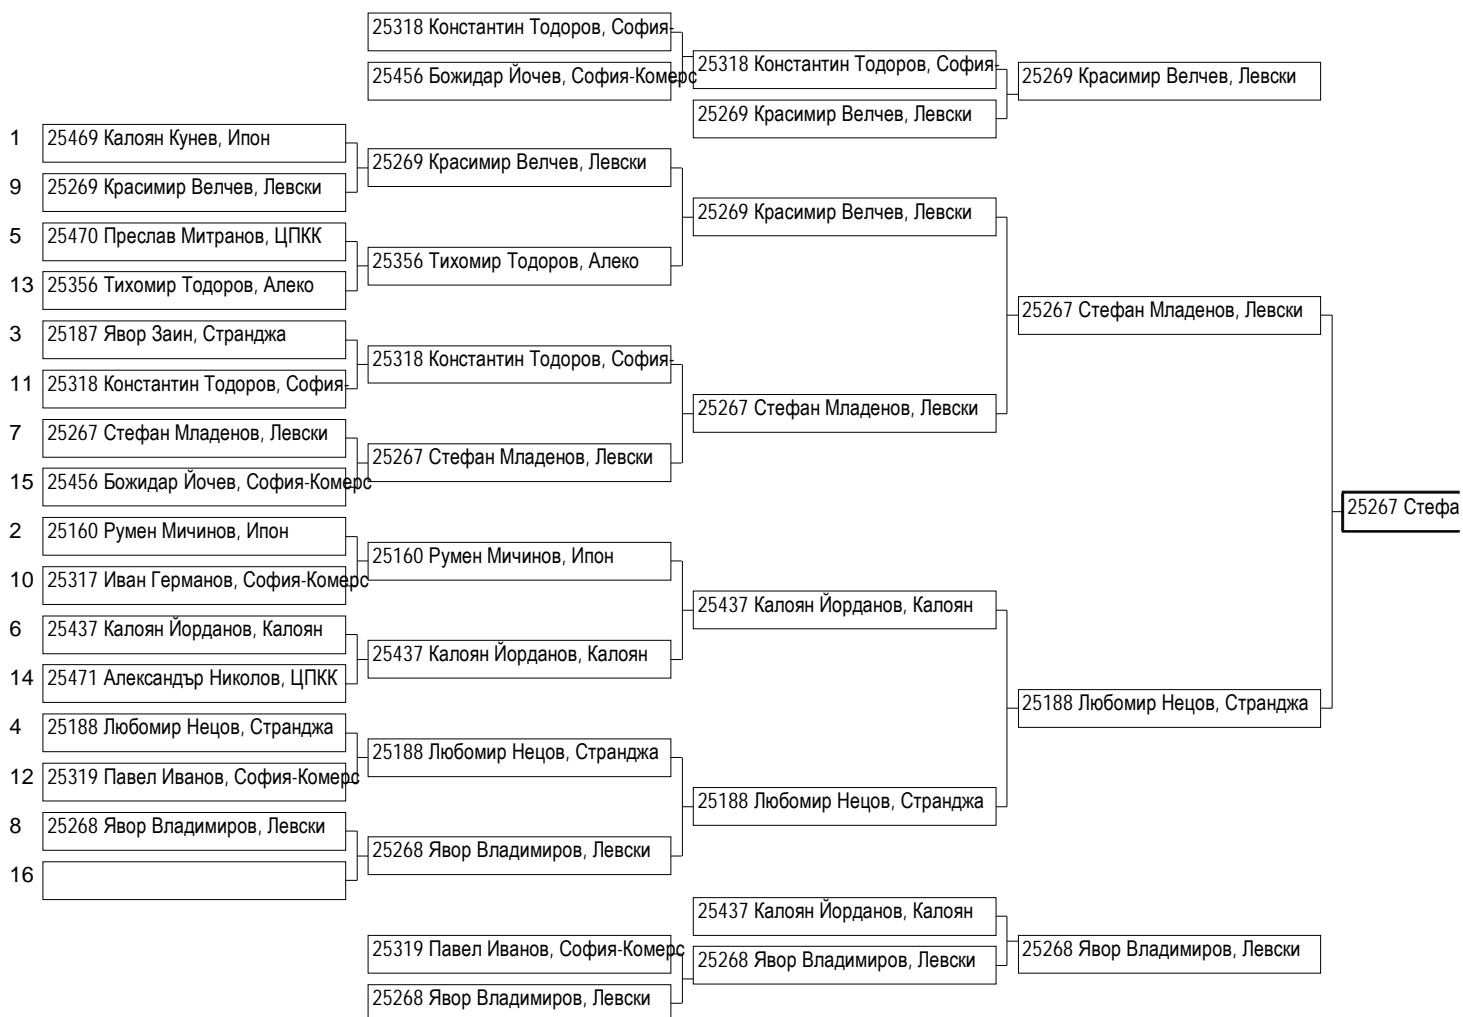 25318 Константин Тодоров, София-
25456 Божидар Йочев, София-Комерс
25318 Константин Тодоров, София-
25269 Красимир Велчев, Левски
25269 Красимир Велчев, Левски
1 25469 Калоян Кунев, Ипон
9 25269 Красимир Велчев, Левски
5 25470 Преслав Митранов, ЦПКК
13 25356 Тихомир Тодоров, Алеко
3 25187 Явор Заин, Странджа
11 25318 Константин Тодоров, София-
7 25267 Стефан Младенов, Левски
15 25456 Божидар Йочев, София-Комерс
2 25160 Румен Мичинов, Ипон
10 25317 Иван Германов, София-Комерс
6 25437 Калоян Йорданов, Калоян
14 25471 Александър Николов, ЦПКК
4 25188 Любомир Нецов, Странджа
12 25319 Павел Иванов, София-Комерс
8 25268 Явор Владимиров, Левски
16
25269 Красимир Велчев, Левски
25356 Тихомир Тодоров, Алеко
25318 Константин Тодоров, София-
25267 Стефан Младенов, Левски
25160 Румен Мичинов, Ипон
25437 Калоян Йорданов, Калоян
25188 Любомир Нецов, Странджа
25268 Явор Владимиров, Левски
25269 Красимир Велчев, Левски
25267 Стефан Младенов, Левски
25437 Калоян Йорданов, Калоян
25188 Любомир Нецов, Странджа
25267 Стефан Младенов, Левски
25188 Любомир Нецов, Странджа
25267 Стефа
25319 Павел Иванов, София-Комерс
25268 Явор Владимиров, Левски
25437 Калоян Йорданов, Калоян
25268 Явор Владимиров, Левски
25268 Явор Владимиров, Левски